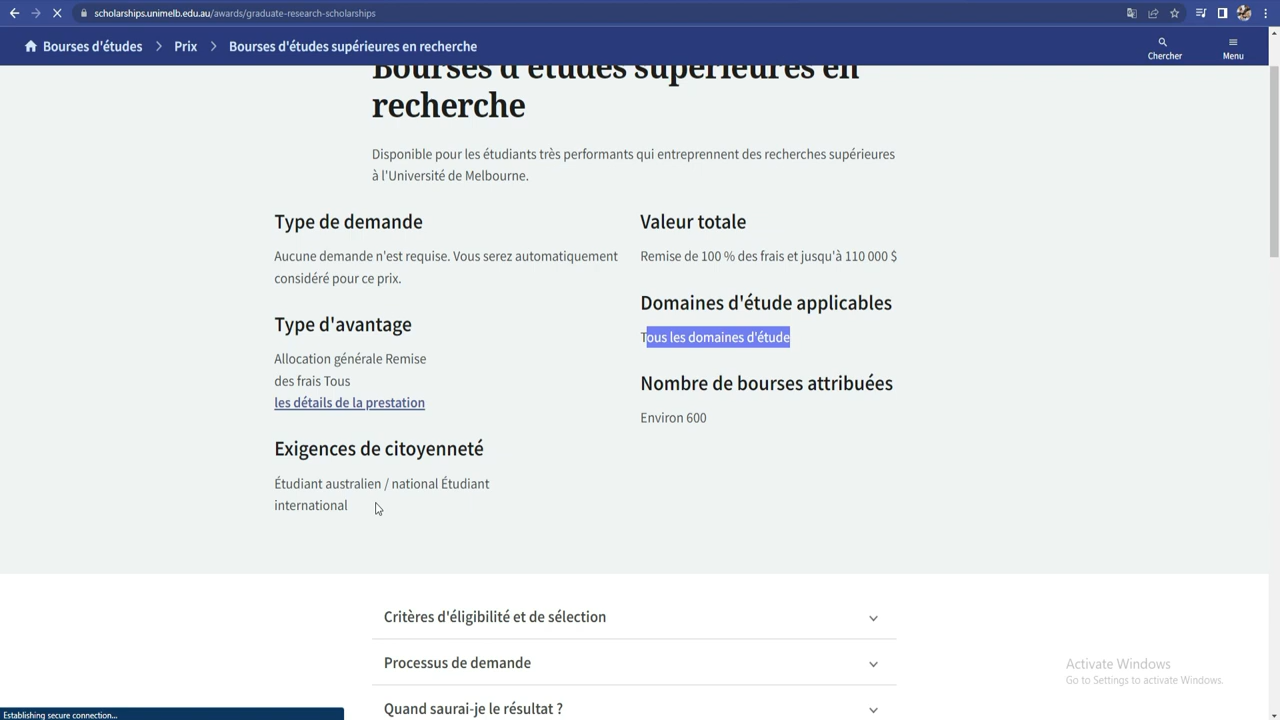 scholarships.unimelb.edu.au/awards/graduate-research-scholarships
Bourses d'études > Prix > Bourses d'études supérieures en recherche
Chercher
Menu
Bourses d'études supérieures en
recherche
Disponible pour les étudiants très performants qui entreprennent des recherches supérieures
à l'Université de Melbourne.
Type de demande
Aucune demande n'est requise. Vous serez automatiquement
considéré pour ce prix.
Type d'avantage
Allocation générale Remise
des frais Tous
les détails de la prestation
Exigences de citoyenneté
Étudiant australien / national Étudiant
international
Valeur totale
Remise de 100 % des frais et jusqu'à 110 000 $
Domaines d'étude applicables
Tous les domaines d'étude
Nombre de bourses attribuées
Environ 600
Critères d'éligibilité et de sélection
Processus de demande
Quand saurai-je le résultat ?
Activate Windows
Go to Settings to activate Windows.
Establishing secure connection...